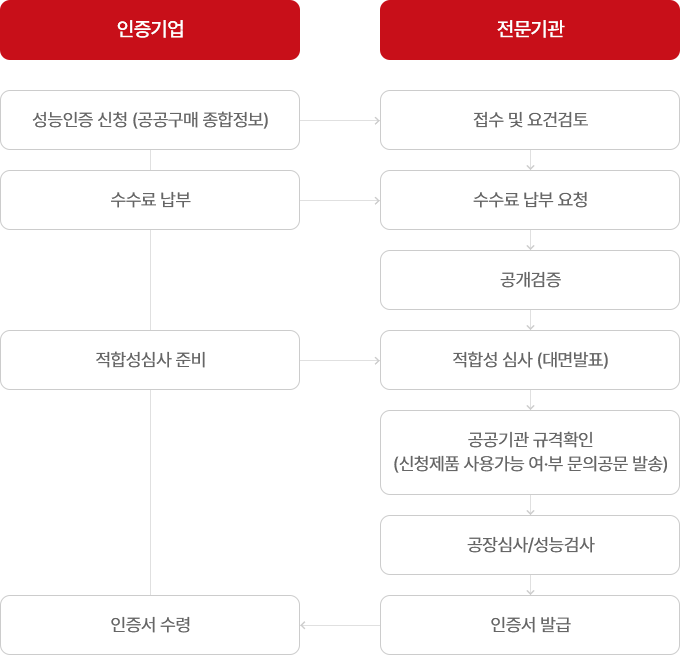 인증기업
전문기관
성능인증 신청 (공공구매 종합정보)
접수 및 요건검토
수수료 납부
수수료 납부 요청
공개검증
적합성심사 준비
적합성 심사 (대면발표)
공공기관 규격확인
(신청제품 사용가능 여·부 문의공문 발송)
공장심사/성능검사
인증서 수령
인증서 발급